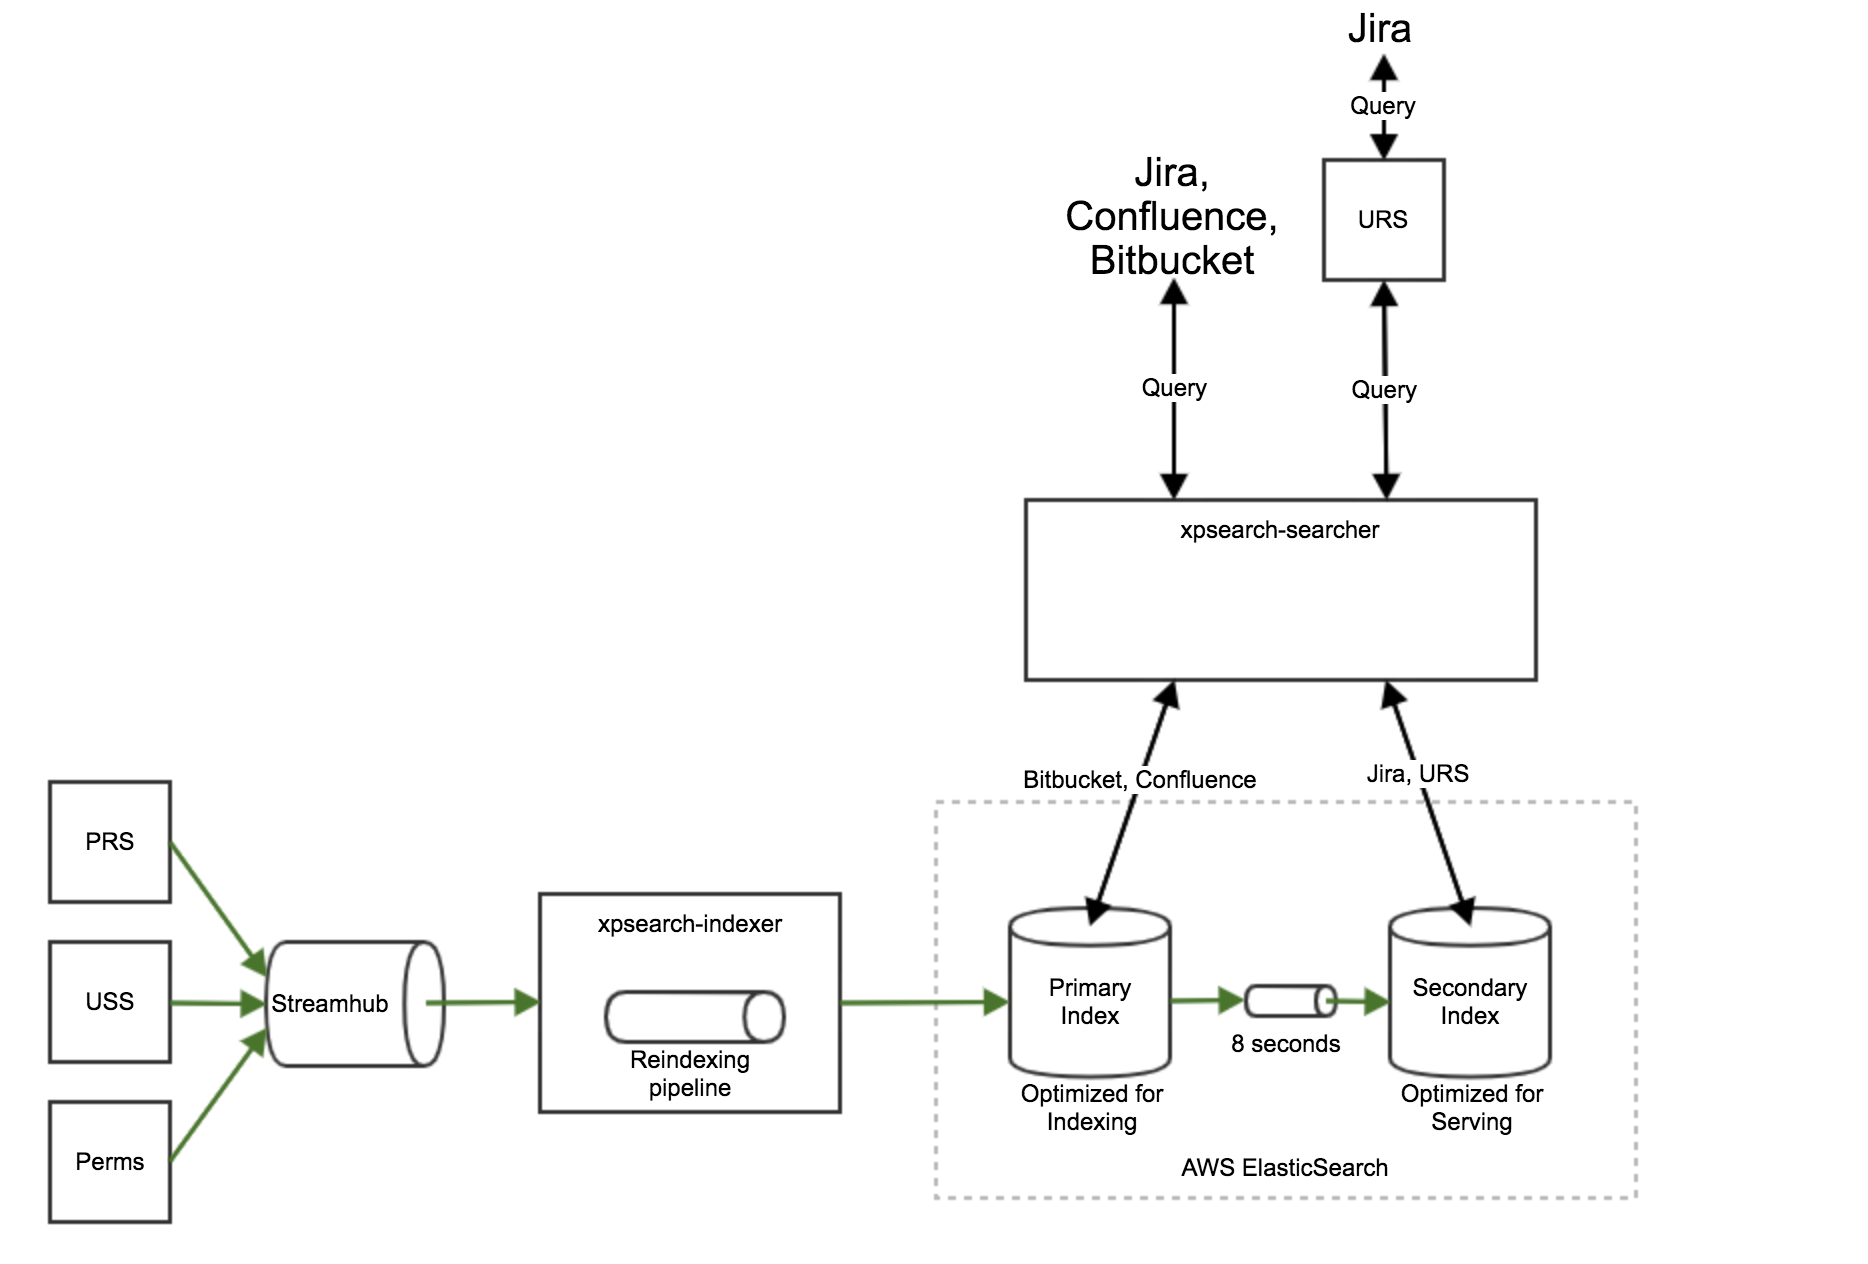 Jira
Query
URS
Jira,
Confluence,
Bitbucket
Query
Query
xpsearch-searcher
Bitbucket, Confluence
Jira, URS
PRS
USS
Perms
Streamhub
xpsearch-indexer
Reindexing
pipeline
Primary
Index
Optimized for
Indexing
8 seconds
Secondary
Index
Optimized for
Serving
AWS ElasticSearch